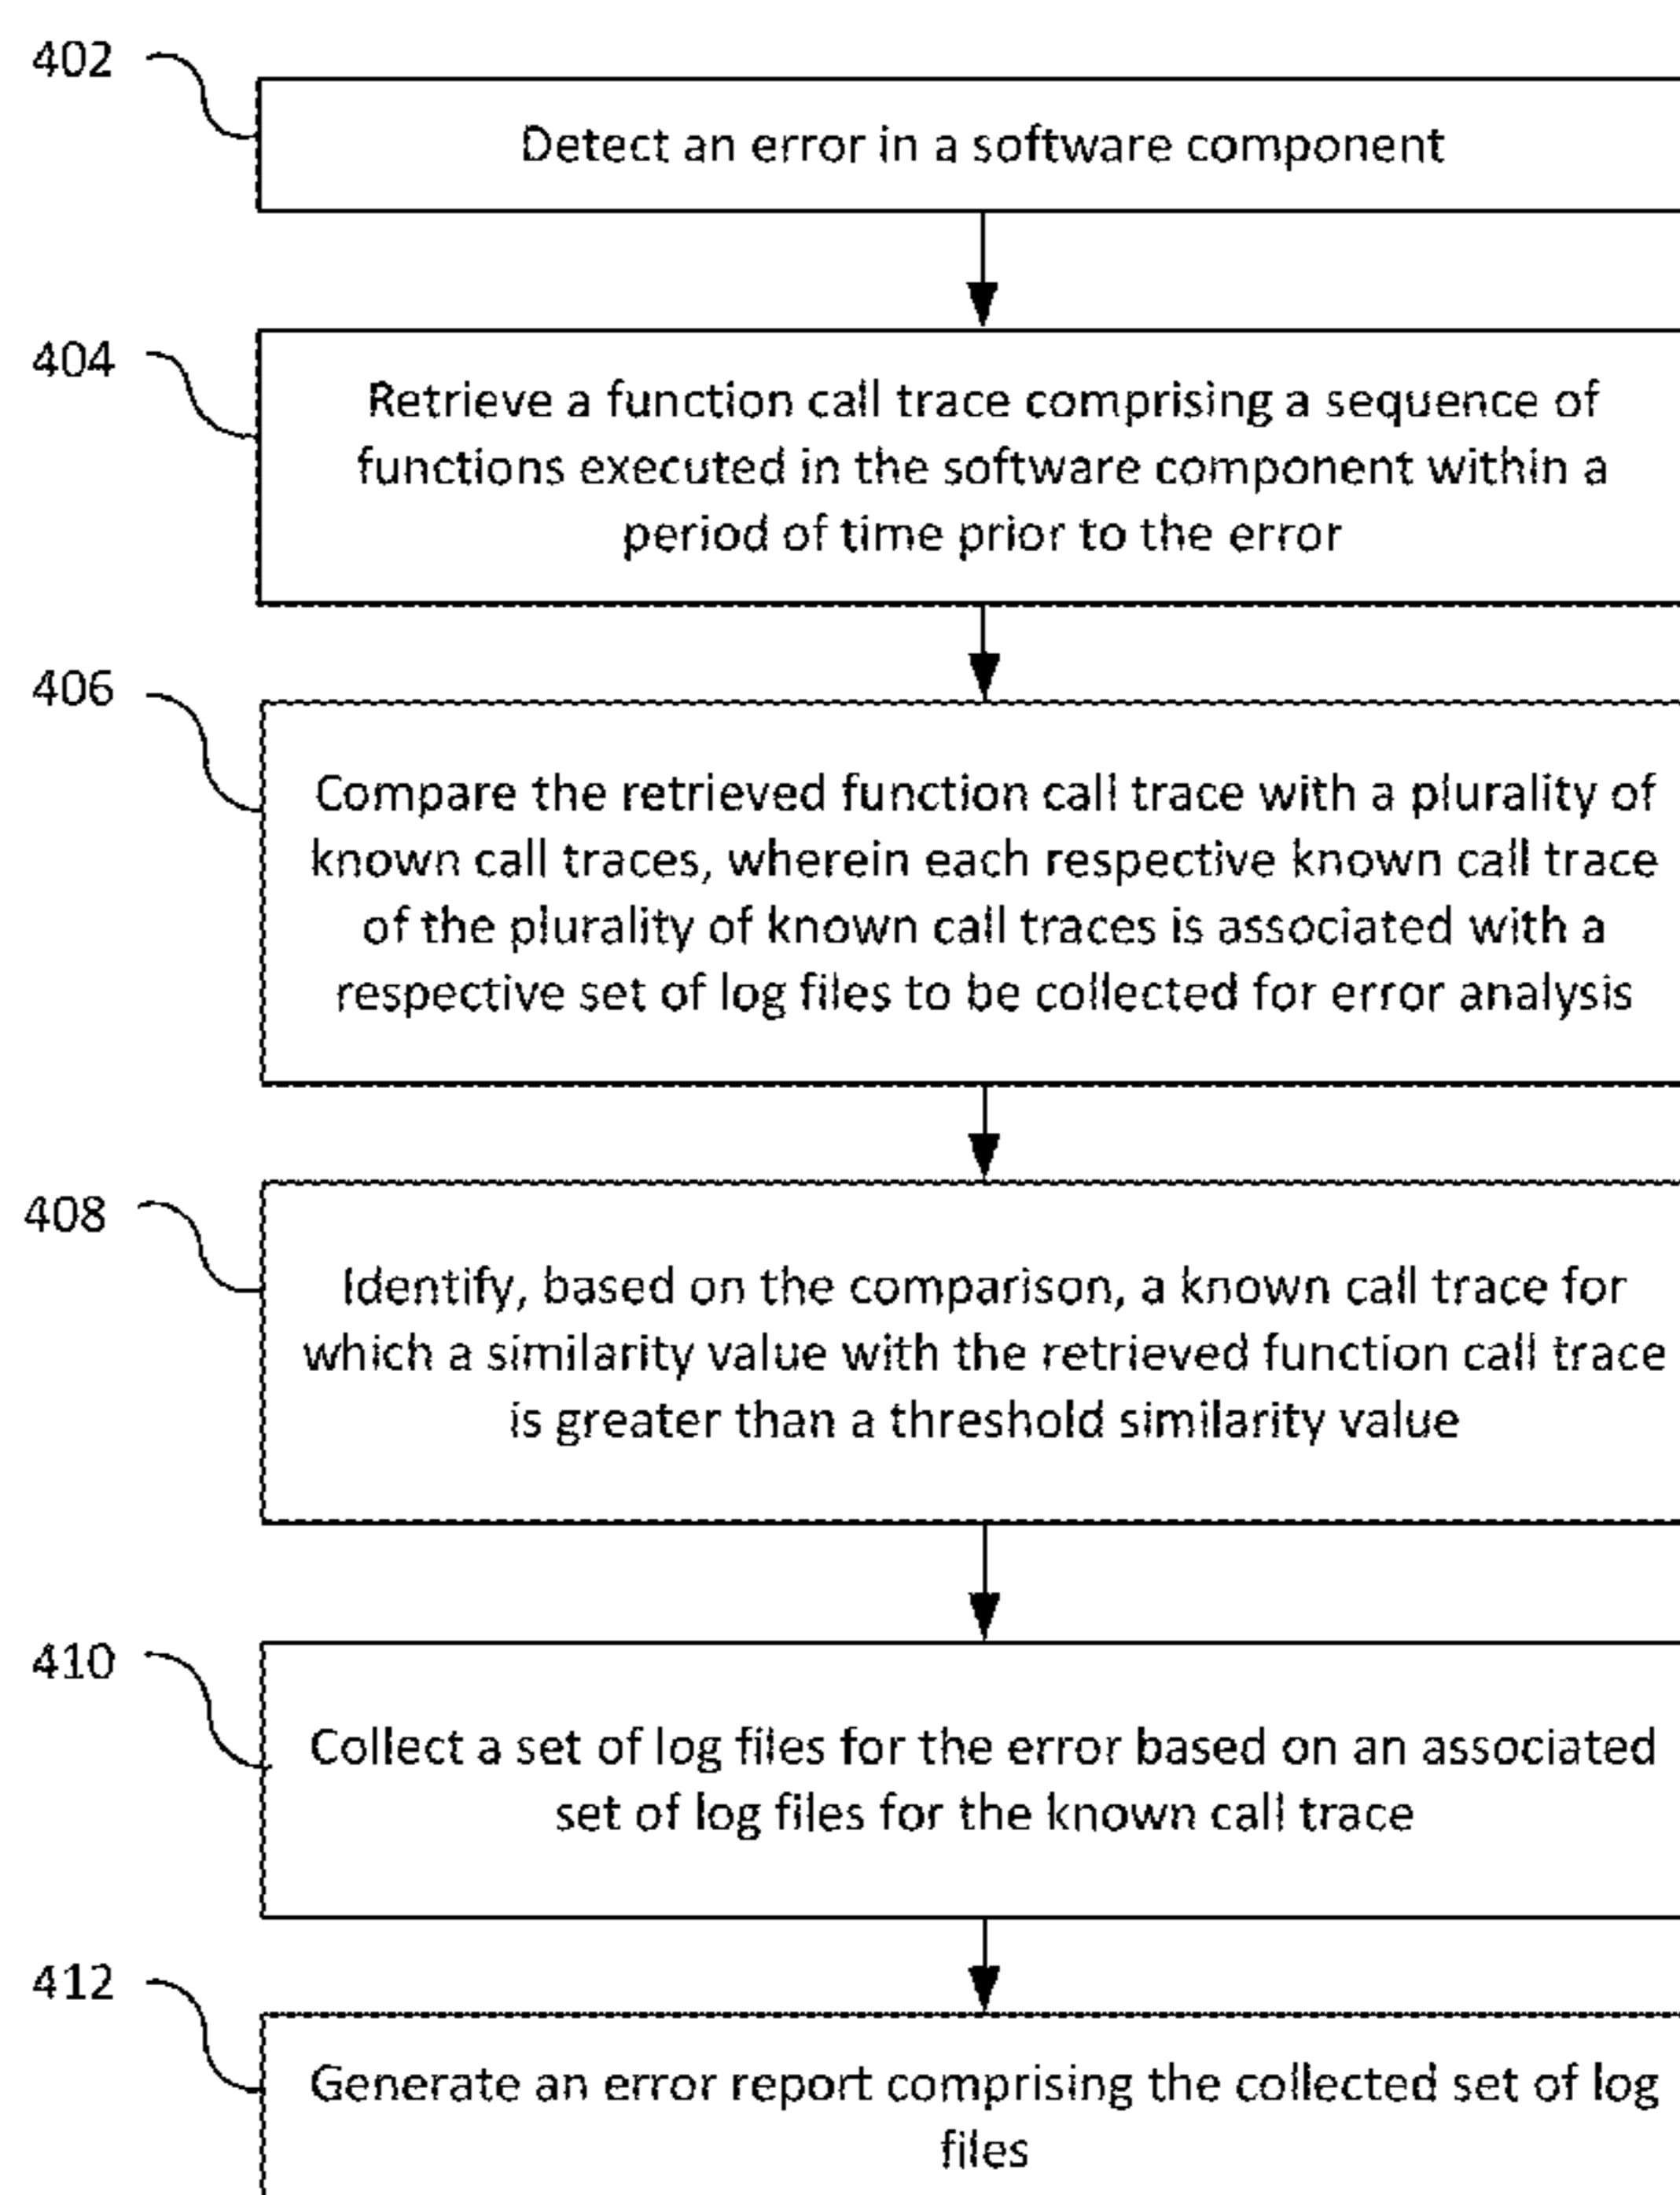 402
Detect an error in a software component
404
Retrieve a function call trace comprising a sequence of
functions executed in the software component within a
period of time prior to the error
406
Compare the retrieved function call trace with a plurality of
known call traces, wherein each respective known call trace
of the plurality of known call traces is associated with a
respective set of log files to be collected for error analysis
408
Identify, based on the comparison, a known call trace for
which a similarity value with the retrieved function call trace
is greater than a threshold similarity value
410
Collect a set of log files for the error based on an associated
set of log files for the known call trace
412
Generate an error report comprising the collected set of log
files